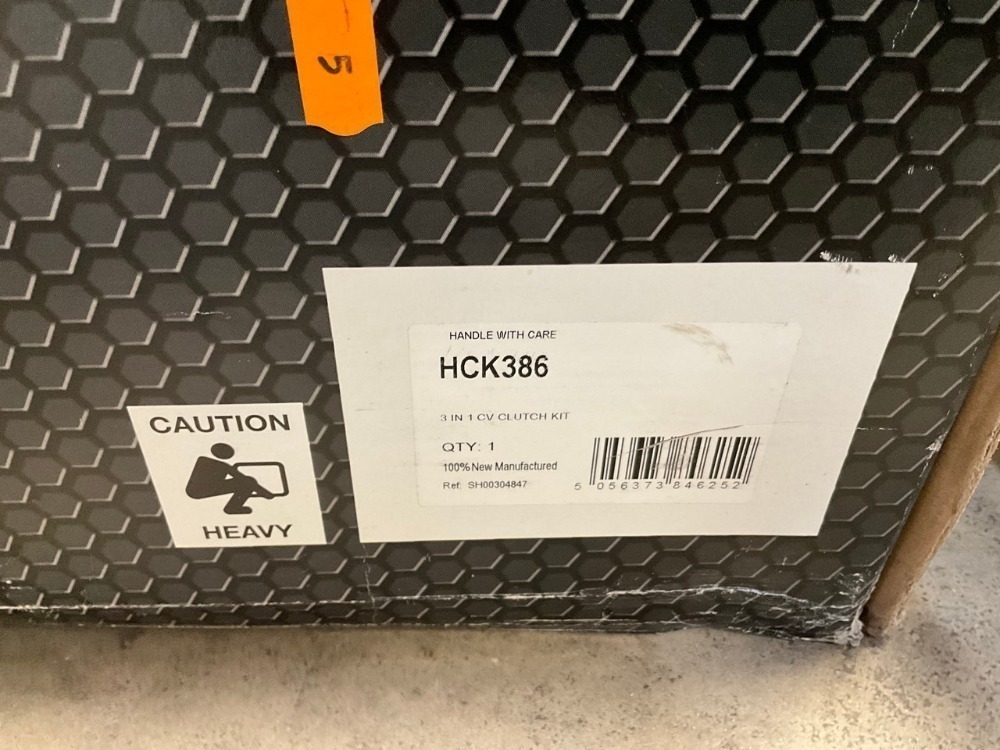 5
HANDLE WITH CARE
HCK386
3 IN 1 CV CLUTCH KIT
QTY: 1
100% New Manufactured
Ref: SH00304847
5 056373 846252
CAUTION
HEAVY